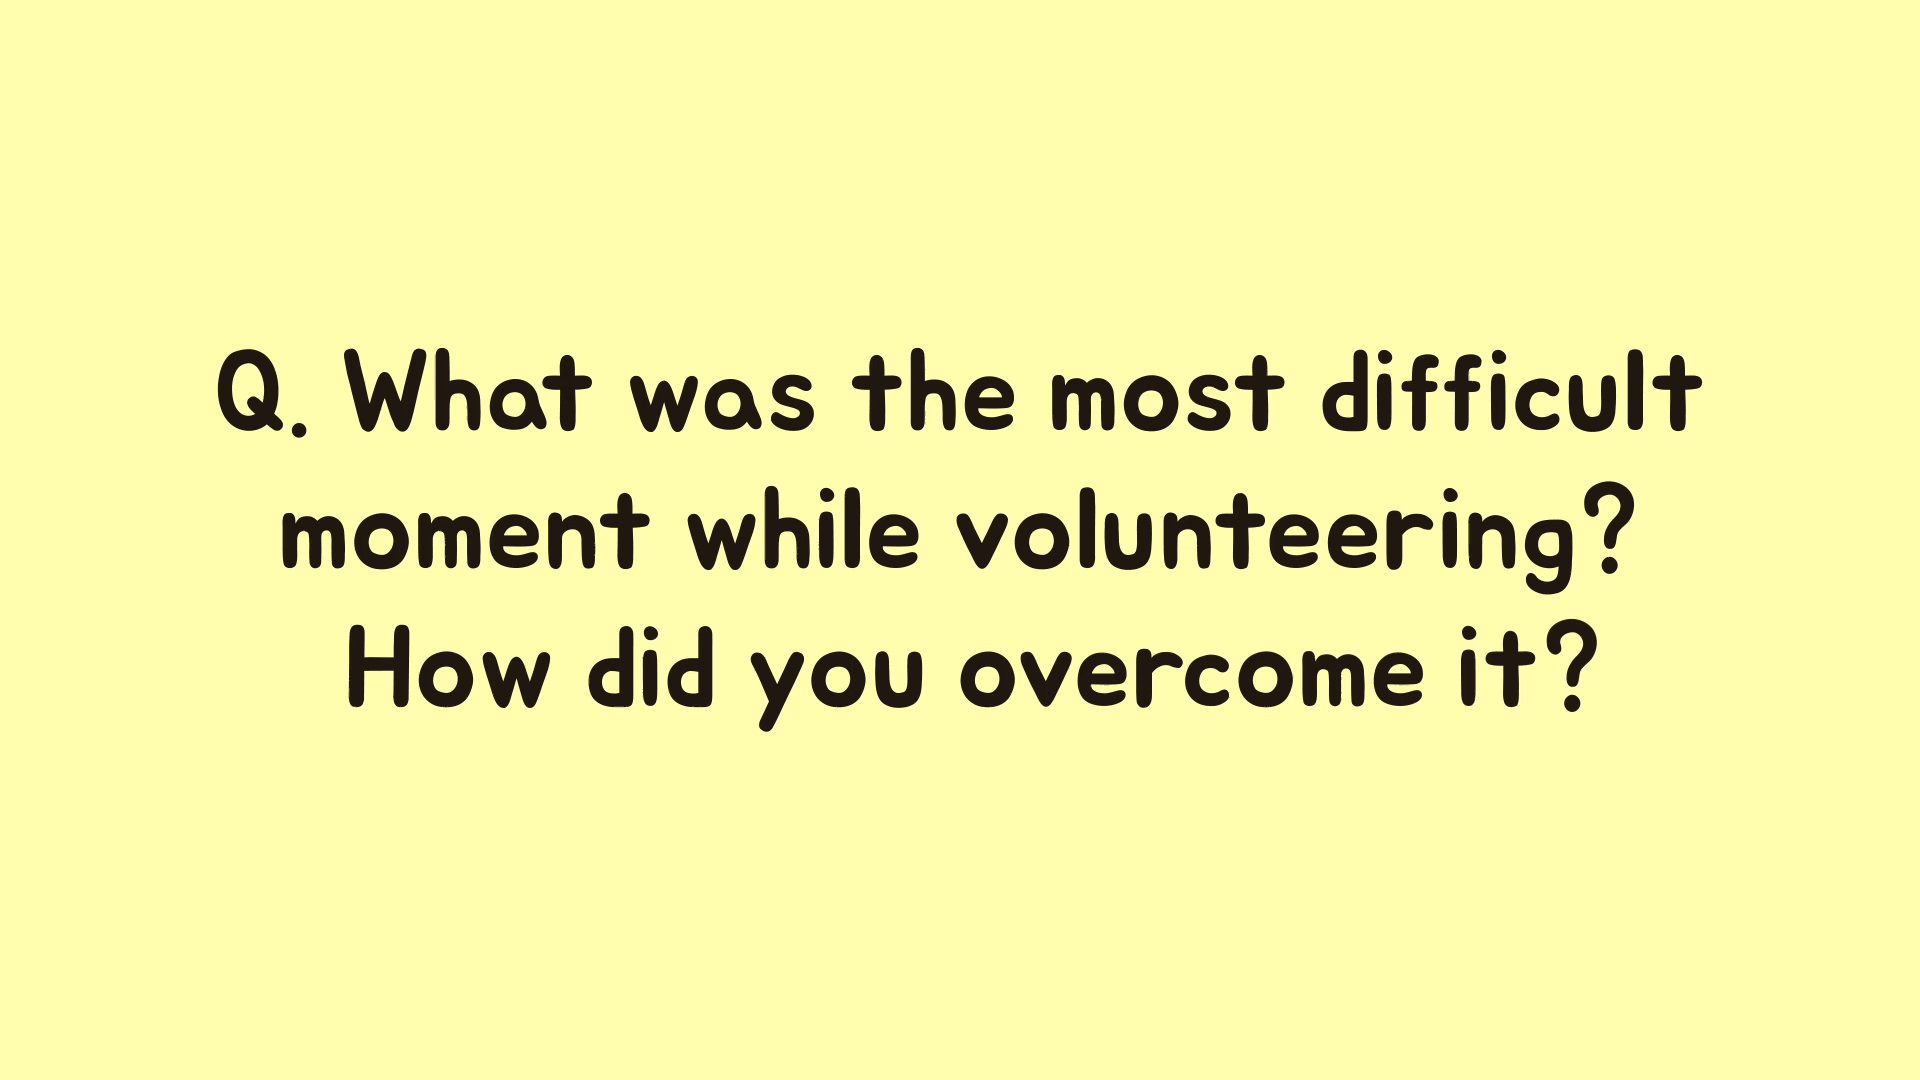 Q. What was the most difficult
moment while volunteering?
How did you overcome it?